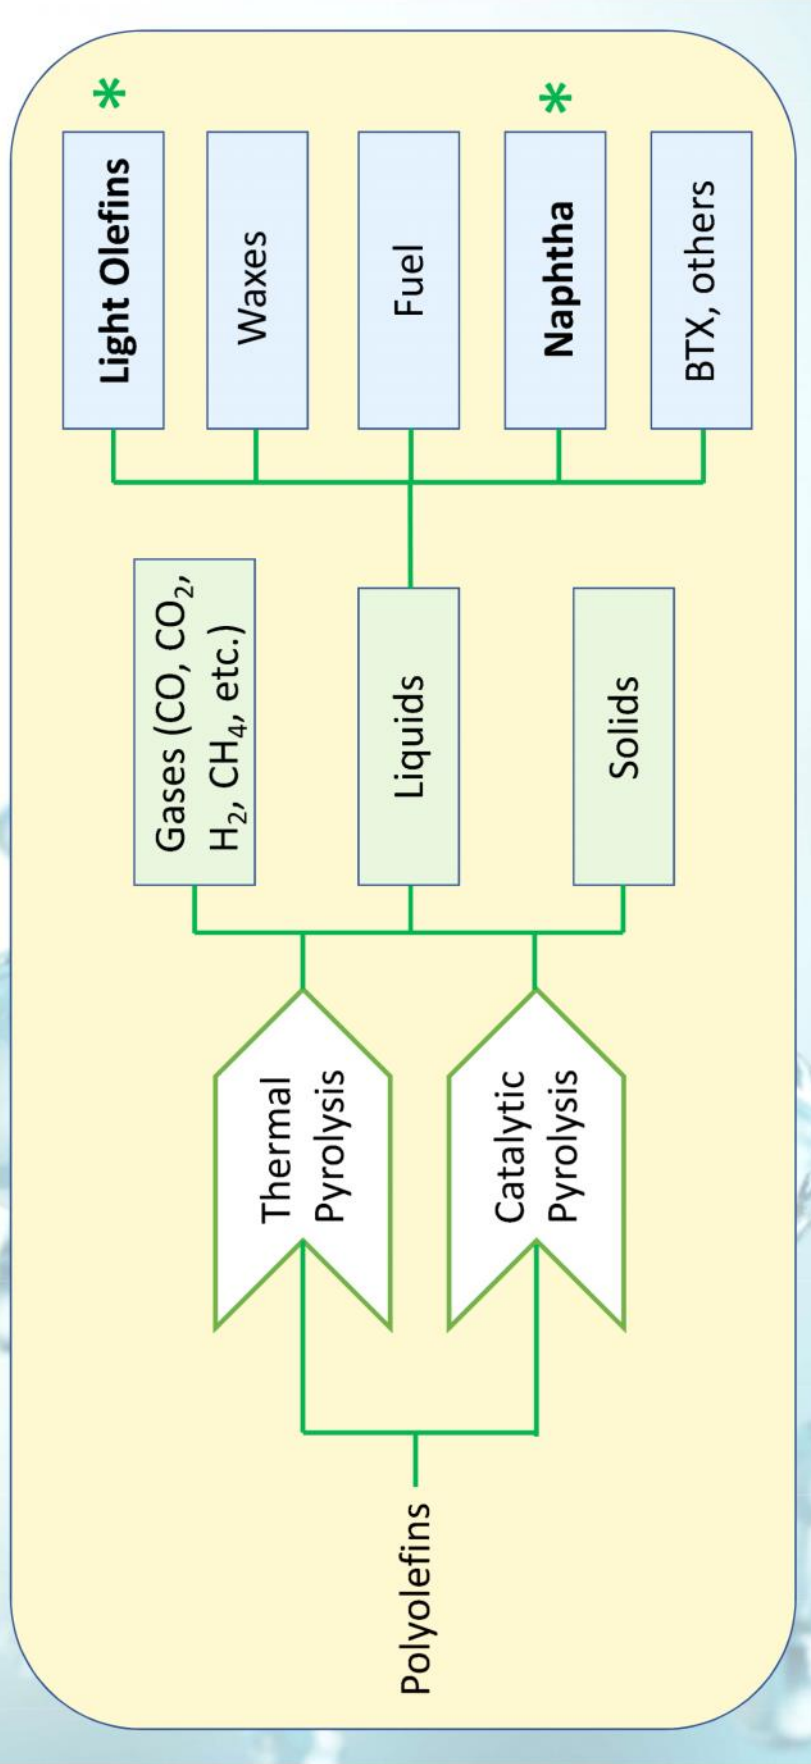 Polyolefins
Thermal
Pyrolysis
Catalytic
Pyrolysis
Gases (CO, CO₂,
H₂, CH₄, etc.)
Liquids
Solids
Light Olefins *
Waxes
Fuel
Naphtha *
BTX, others